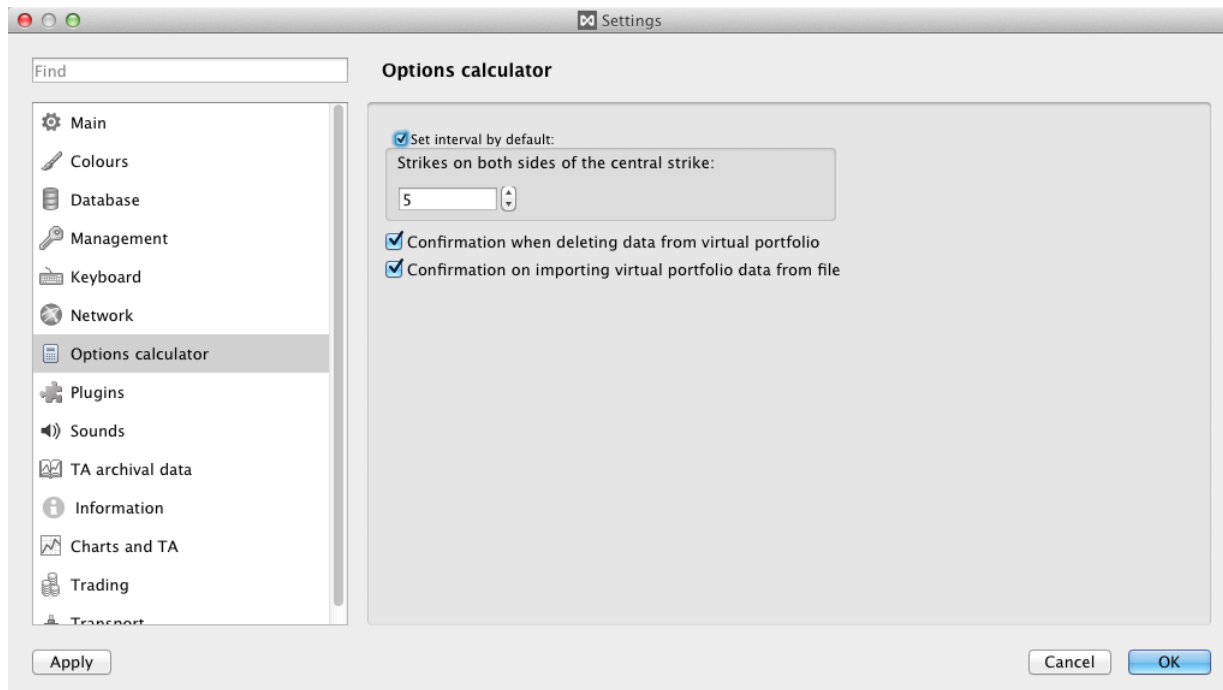 Settings
Find
Main
Colours
Database
Management
Keyboard
Network
Options calculator
Plugins
Sounds
TA archival data
Information
Charts and TA
Trading
Transport
Options calculator
Set interval by default:
Strikes on both sides of the central strike:
5
Confirmation when deleting data from virtual portfolio
Confirmation on importing virtual portfolio data from file
Apply
Cancel
OK